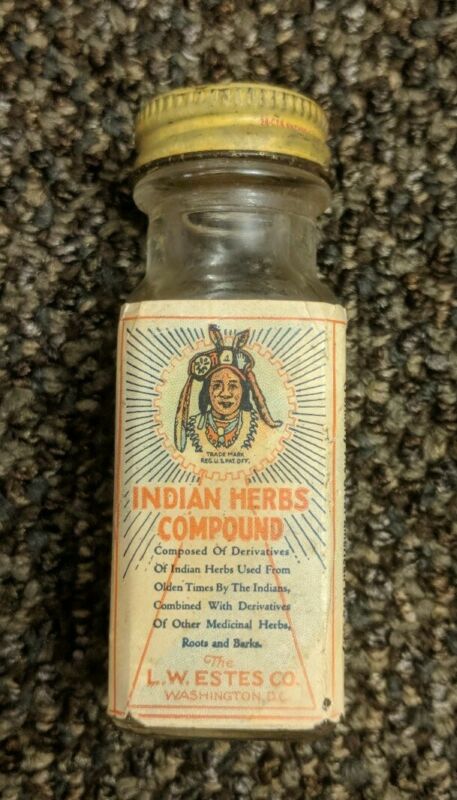 TRADE MARK
REG. U.S. PAT. OFF.
INDIAN HERBS
COMPOUND
Composed Of Derivatives
Of Indian Herbs Used From
Olden Times By The Indians,
Combined With Derivatives
Of Other Medicinal Herbs,
Roots and Barks.
The
L.W. ESTES CO.
WASHINGTON, D.C.